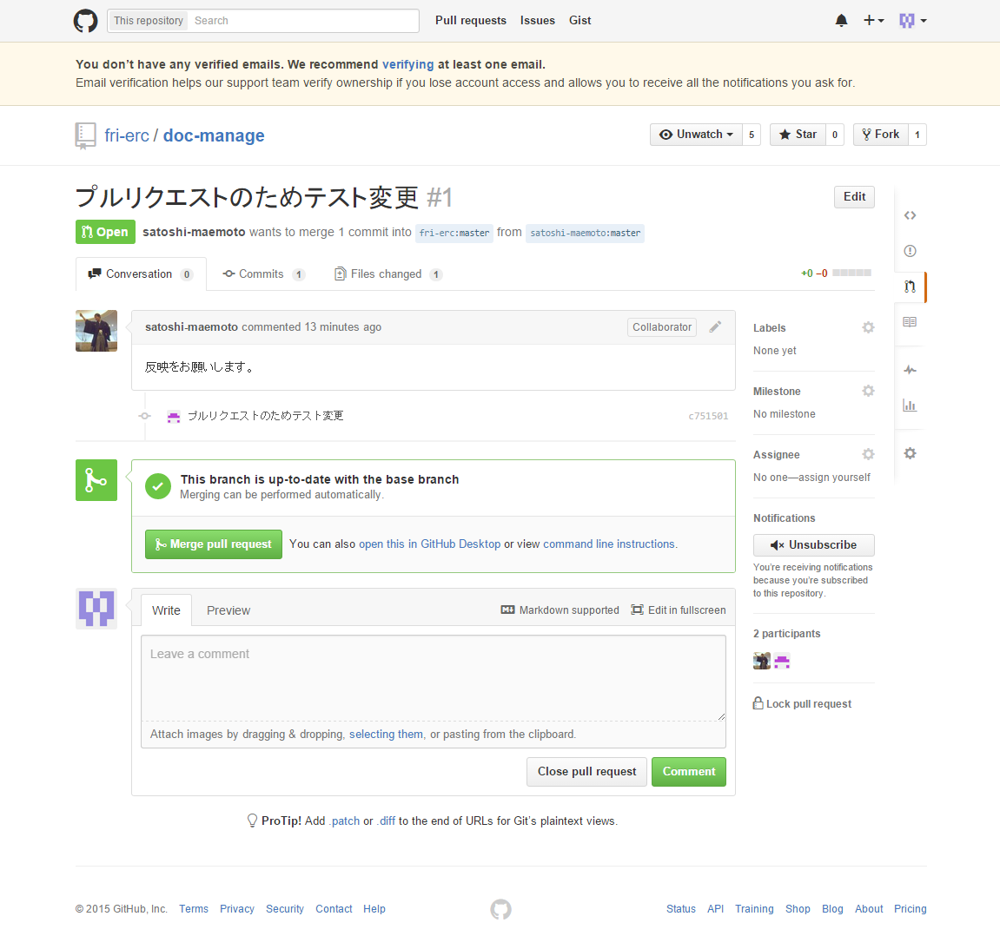 This repository Search Pull requests Issues Gist
You don't have any verified emails. We recommend verifying at least one email.
Email verification helps our support team verify ownership if you lose account access and allows you to receive all the notifications you ask for.
fri-erc / doc-manage
Unwatch 5 Star 0 Fork 1
プルリクエストのためテスト変更 #1
Edit
Open satoshi-maemoto wants to merge 1 commit into fri-erc:master from satoshi-maemoto:master
Conversation 0 Commits 1 Files changed 1 +0 −0
satoshi-maemoto commented 13 minutes ago Collaborator
反映をお願いします。
プルリクエストのためテスト変更 c751501
This branch is up-to-date with the base branch
Merging can be performed automatically.
Merge pull request You can also open this in GitHub Desktop or view command line instructions.
Write Preview Markdown supported Edit in fullscreen
Leave a comment
Attach images by dragging & dropping, selecting them, or pasting from the clipboard.
Close pull request Comment
ProTip! Add .patch or .diff to the end of URLs for Git's plaintext views.
Labels
None yet
Milestone
No milestone
Assignee
No one—assign yourself
Notifications
Unsubscribe
You're receiving notifications
because you're subscribed
to this repository.
2 participants
Lock pull request
© 2015 GitHub, Inc. Terms Privacy Security Contact Help
Status API Training Shop Blog About Pricing